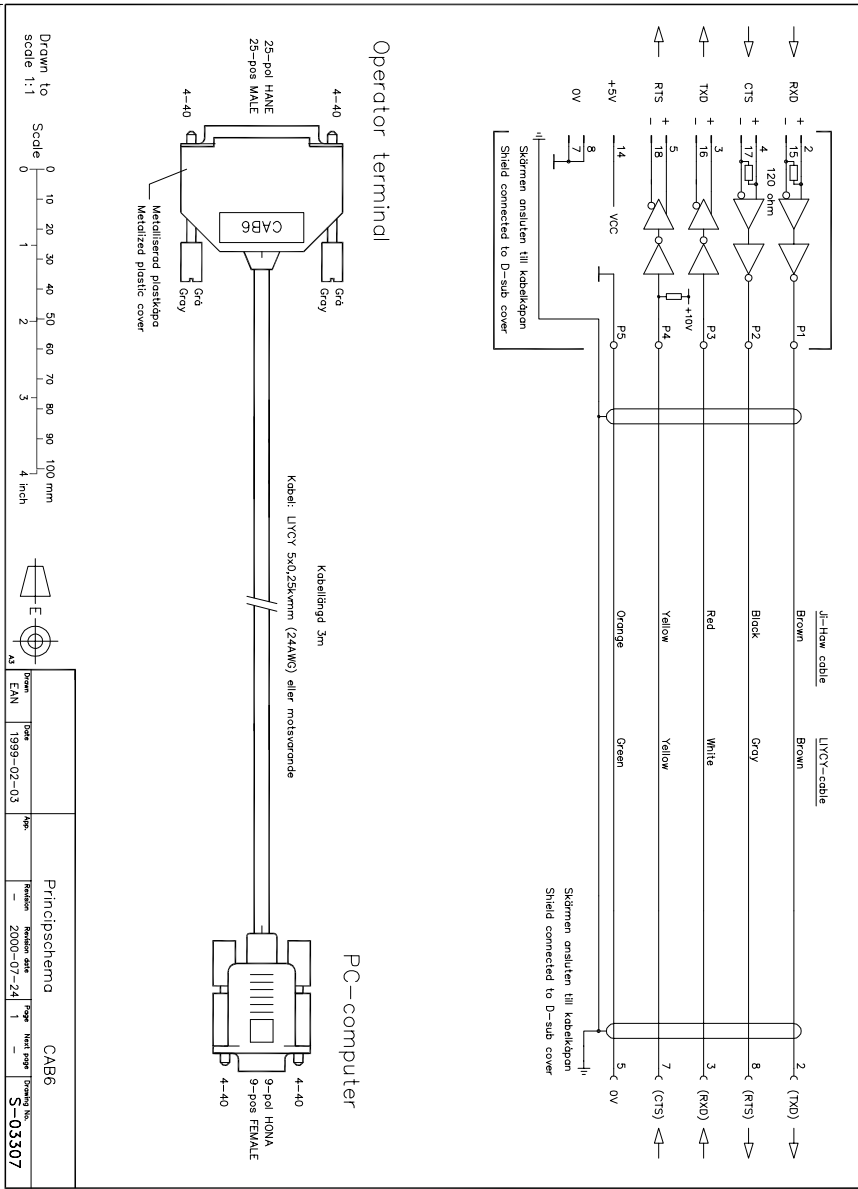 Ji-Haw cable LIYCY-cable
RXD + 2 P1 Brown Brown 2 (TXD)
- 15
CTS + 4 P2 Black Gray 8 (RTS)
- 17
120 ohm
TXD + 3 P3 Red White 3 (RXD)
- 16
+10V
RTS + 5 P4 Yellow Yellow 7 (CTS)
- 18
+5V 14 VCC P5 Orange Green 5 0V
0V 8
7
Skärmen ansluten till kabelkåpan
Shield connected to D-sub cover
Skärmen ansluten till kabelkåpan
Shield connected to D-sub cover
Operator terminal
PC-computer
Kabellängd 3m
Kabel: LIYCY 5x0,25kvmm (24AWG) eller motsvarande
4-40
Grå
Gray
25-pol HANE
25-pos MALE
CAB6
4-40
Grå
Gray
Metalliserad plastkåpa
Metalized plastic cover
4-40
9-pol HONA
9-pos FEMALE
4-40
Drawn to
scale 1:1
Scale
0 10 20 30 40 50 60 70 80 90 100 mm
0 1 2 3 4 inch
E
A3
Principschema CAB6
Drawn Date App. Revision Revision date Page Next page Drawing No.
EAN 1999-02-03 - 2000-07-24 1 - S-03307